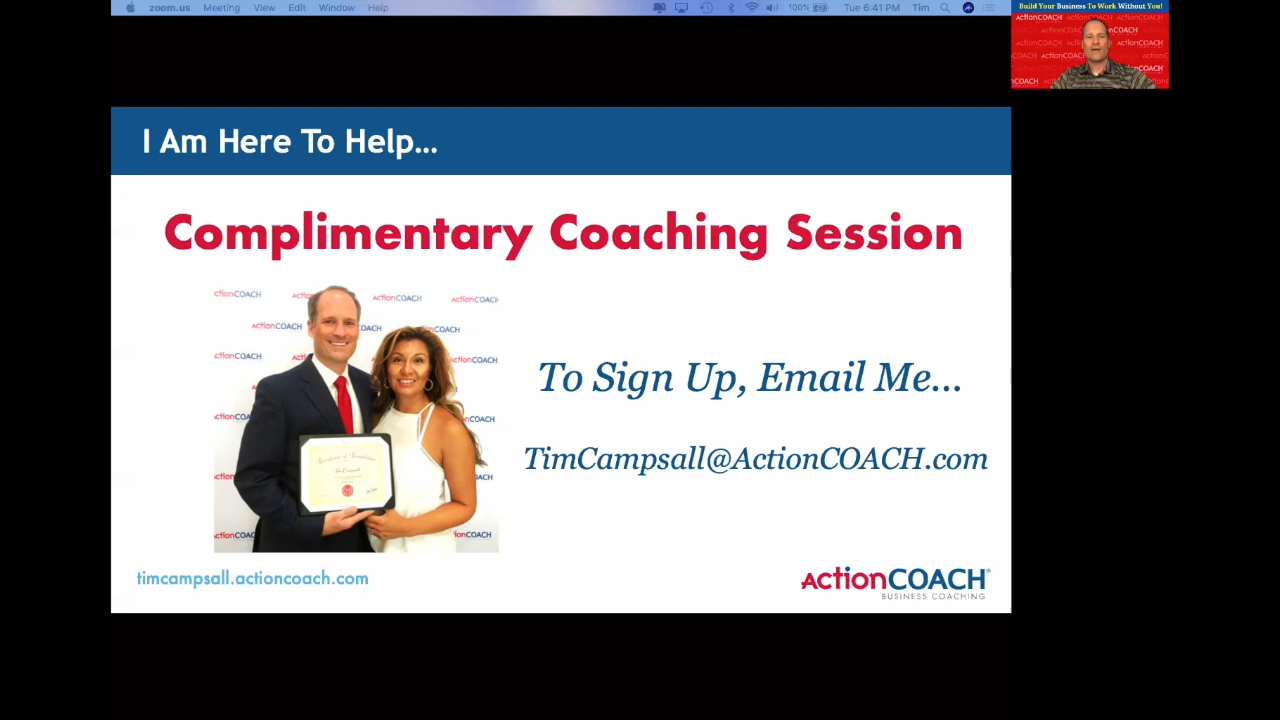 zoom.us Meeting View Edit Window Help 100% Tue 6:41 PM Tim
Build Your Business To Work Without You!
I Am Here To Help...
Complimentary Coaching Session
To Sign Up, Email Me...
TimCampsall@ActionCOACH.com
timcampsall.actioncoach.com
ActionCOACH
BUSINESS COACHING